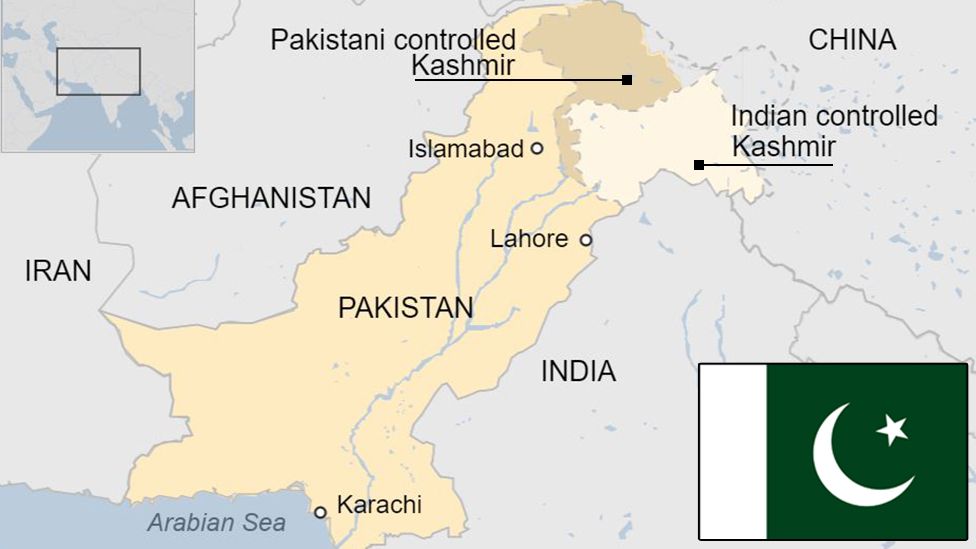 Pakistani controlled
Kashmir
CHINA
Indian controlled
Kashmir
Islamabad
AFGHANISTAN
Lahore
IRAN
PAKISTAN
INDIA
Karachi
Arabian Sea